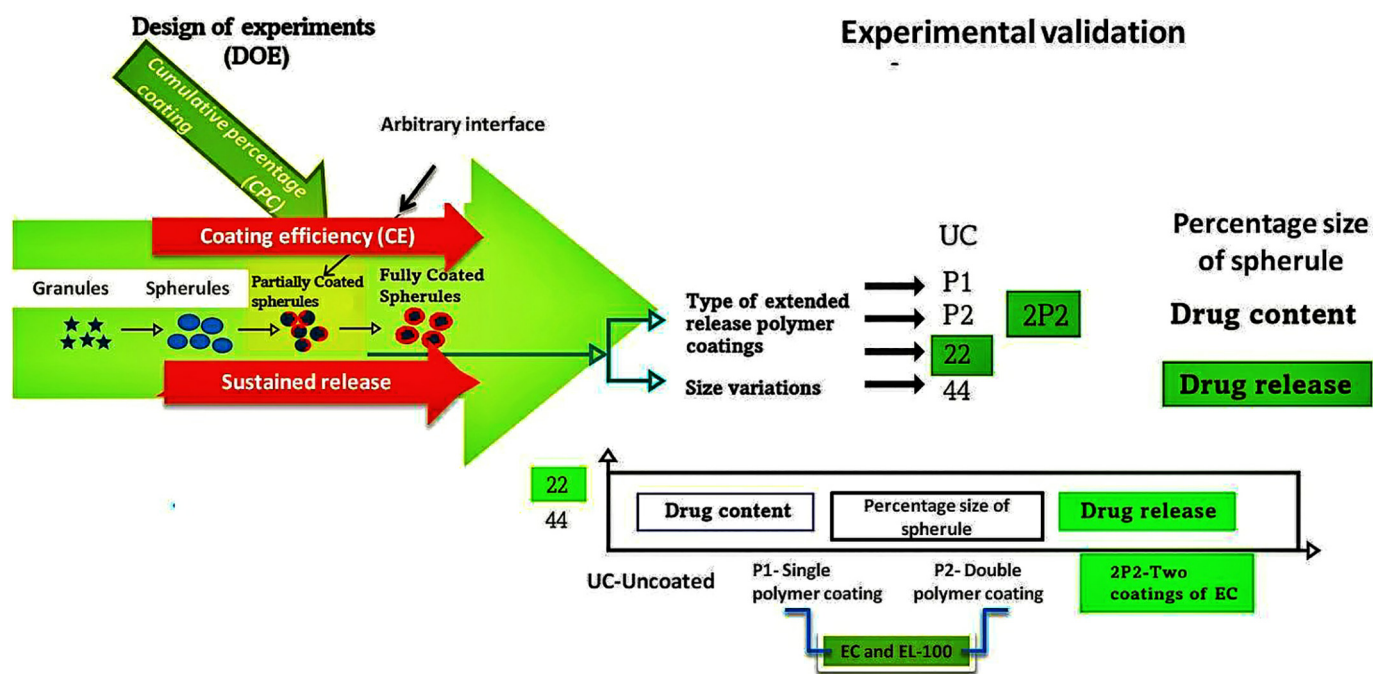 Design of experiments
(DOE)
Experimental validation
-
Cumulative percentage
coating
(CPC)
Arbitrary interface
Coating efficiency (CE)
Granules
Spherules
Partially Coated
spherules
Fully Coated
Spherules
Sustained release
Type of extended
release polymer
coatings
Size variations
UC
P1
P2
22
44
2P2
Percentage size
of spherule
Drug content
Drug release
22
44
Drug content
Percentage size of
spherule
Drug release
UC-Uncoated
P1- Single
polymer coating
P2- Double
polymer coating
2P2-Two
coatings of EC
EC and EL-100